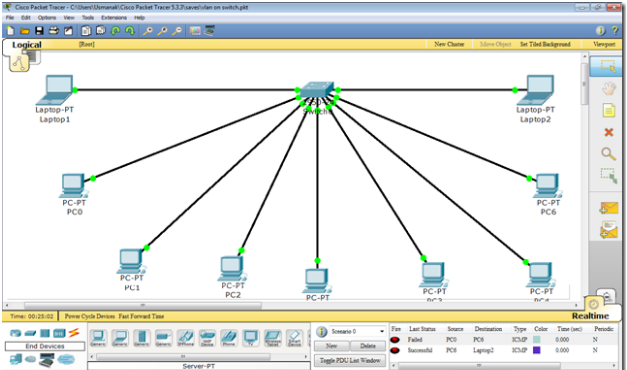 Cisco Packet Tracer - C:\Users\Usmanali\Cisco Packet Tracer 5.3.3\saves\vlan on switch.pkt
File Edit Options View Tools Extensions Help
Logical [Root] New Cluster Move Object Set Tiled Background Viewport
Laptop-PT
Laptop1
Laptop-PT
Laptop2
PC-PT
PC0
PC-PT
PC6
PC-PT
PC1
PC-PT
PC2
PC-PT
PC-PT
PC-PT
Time: 00:25:02 Power Cycle Devices Fast Forward Time Realtime
End Devices
Server-PT
Scenario 0
New Delete
Toggle PDU List Window
Fire Last Status Source Destination Type Color Time (sec) Periodic
Failed PC0 PC6 ICMP 0.000 N
Successful PC6 Laptop2 ICMP 0.000 N